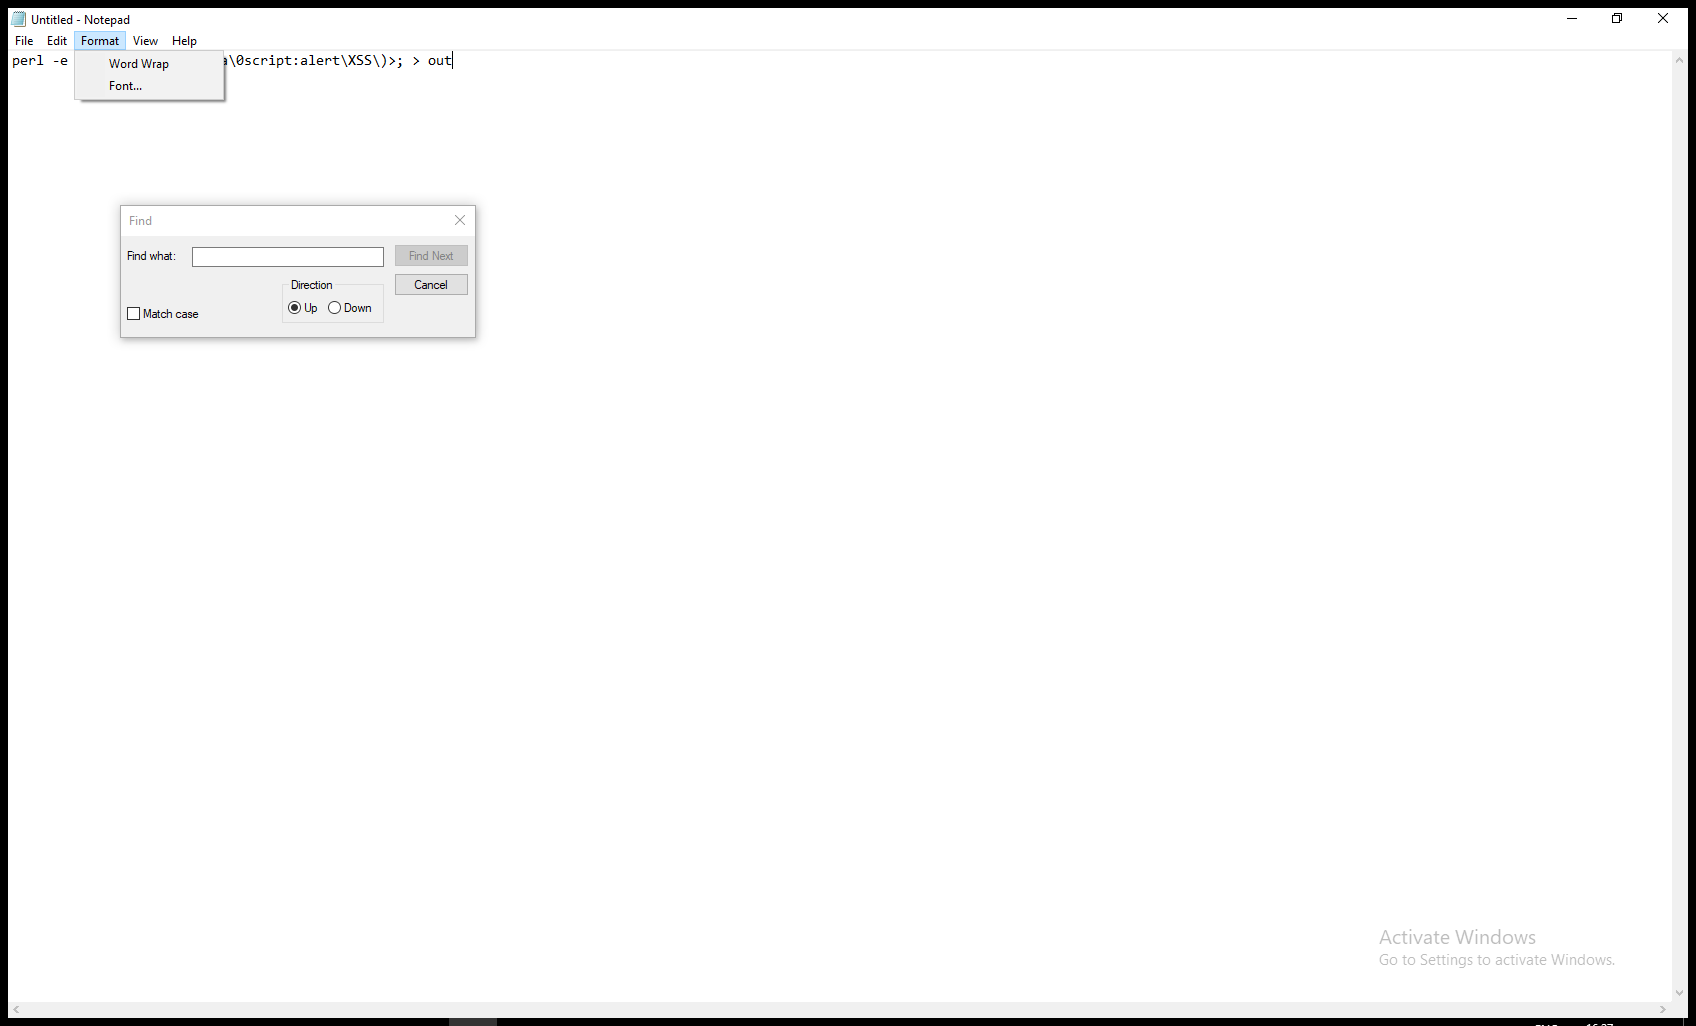 Untitled - Notepad
File Edit Format View Help
perl -e \0script:alert\XSS\)>; > out
Word Wrap
Font...
Find
Find what:
Find Next
Direction
Cancel
Up Down
Match case
Activate Windows
Go to Settings to activate Windows.